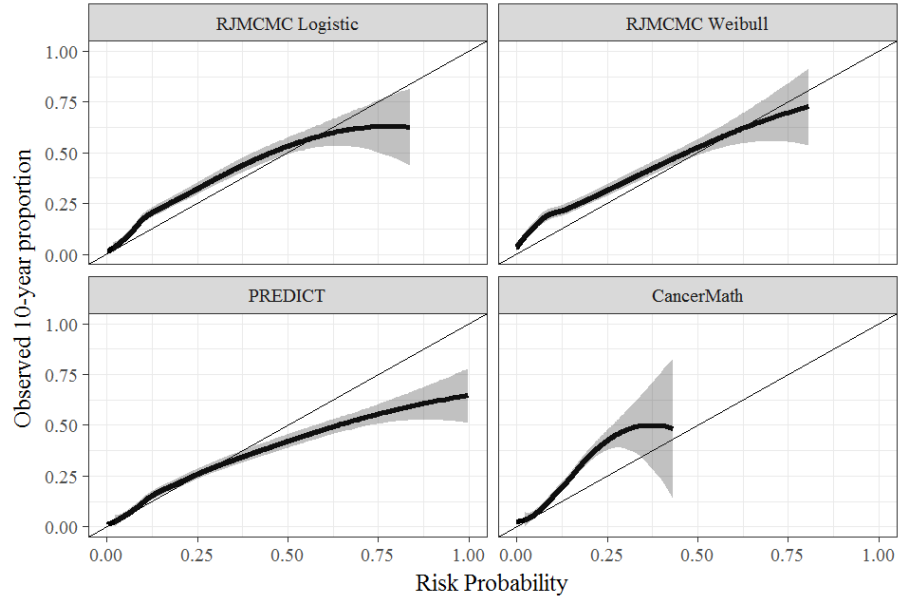 RJMCMC Logistic
RJMCMC Weibull
1.00
0.75
0.50
0.25
0.00
PREDICT
CancerMath
1.00
0.75
0.50
0.25
0.00
0.00 0.25 0.50 0.75 1.00
0.00 0.25 0.50 0.75 1.00
Observed 10-year proportion
Risk Probability